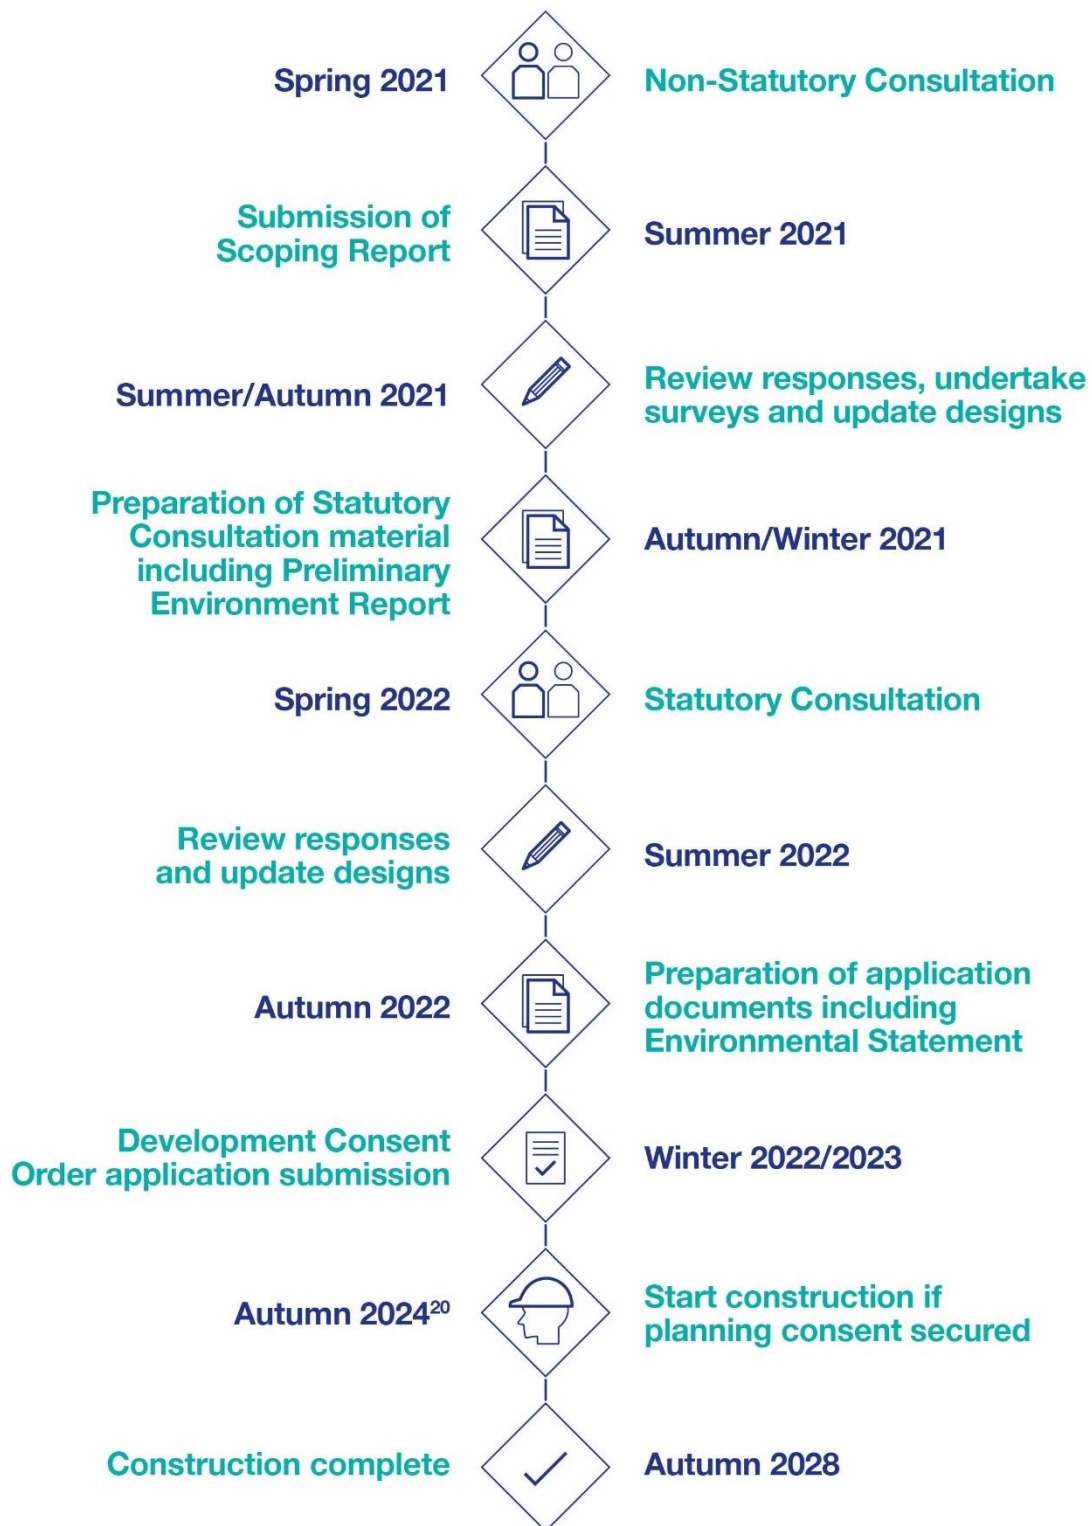 Spring 2021
Non-Statutory Consultation
Submission of
Scoping Report
Summer 2021
Summer/Autumn 2021
Review responses, undertake
surveys and update designs
Preparation of Statutory
Consultation material
including Preliminary
Environment Report
Autumn/Winter 2021
Spring 2022
Statutory Consultation
Review responses
and update designs
Summer 2022
Autumn 2022
Preparation of application
documents including
Environmental Statement
Development Consent
Order application submission
Winter 2022/2023
Autumn 2024²⁰
Start construction if
planning consent secured
Construction complete
Autumn 2028